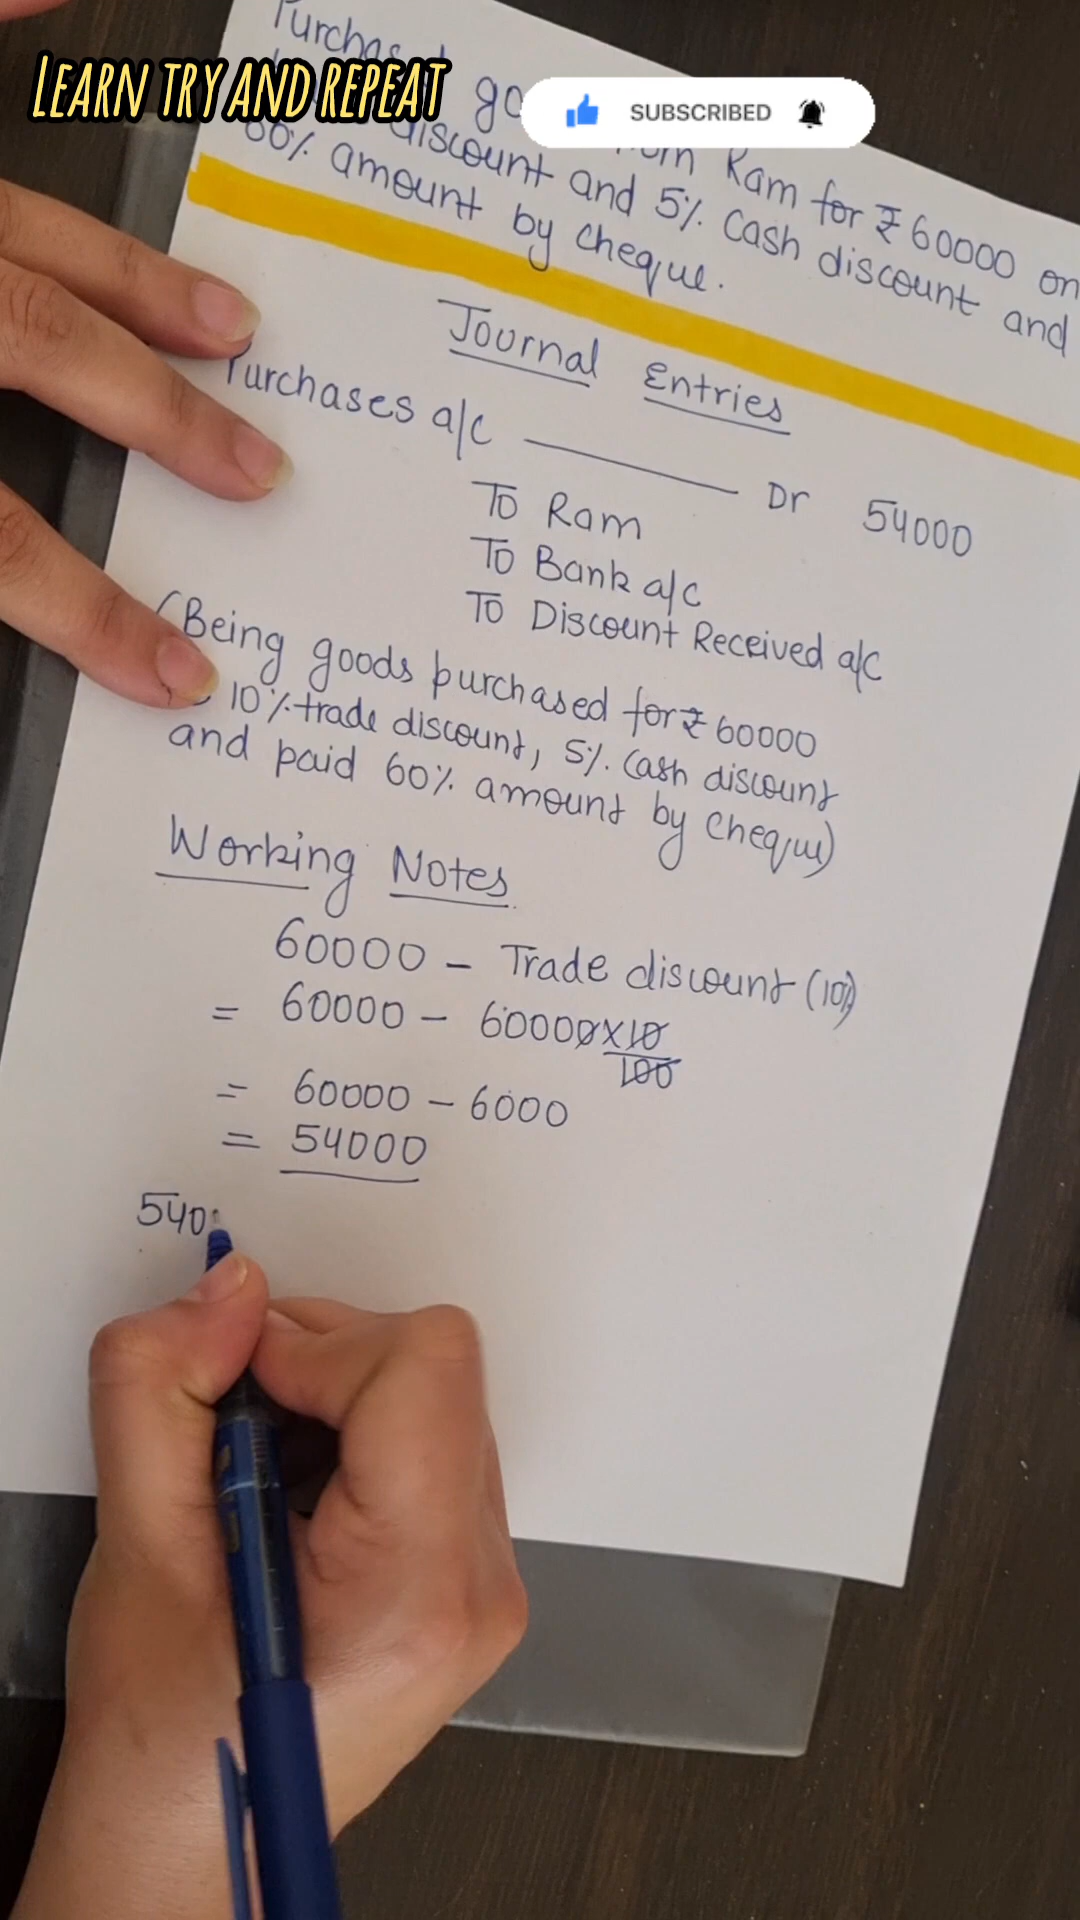 LEARN TRY AND REPEAT
SUBSCRIBED
Purchased go Ram for ₹ 60000 on
discount and 5% Cash discount and
60% amount by cheque.
Journal Entries
Purchases a/c Dr 54000
To Ram
To Bank a/c
To Discount Received a/c
(Being goods purchased for ₹ 60000
10% trade discount, 5% Cash discount
and paid 60% amount by cheque)
Working Notes
60000 - Trade discount (10%)
= 60000 - 60000x10
100
= 60000 - 6000
= 54000
540